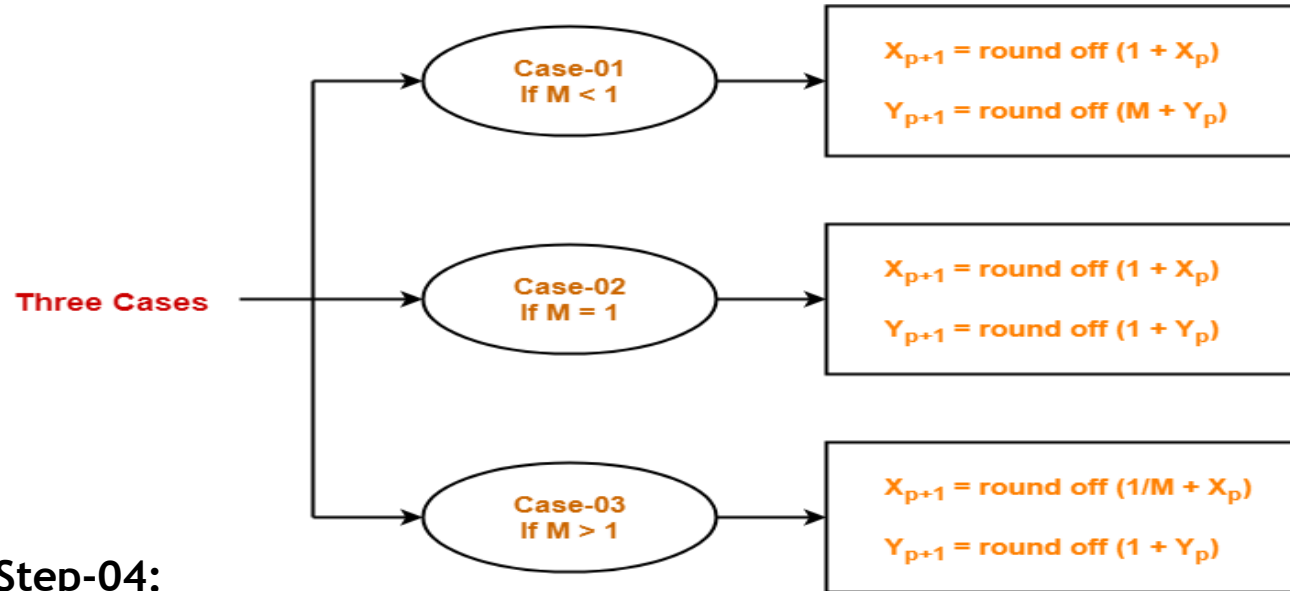 Case-01
If M < 1
Xp+1 = round off (1 + Xp)
Yp+1 = round off (M + Yp)
Three Cases
Case-02
If M = 1
Xp+1 = round off (1 + Xp)
Yp+1 = round off (1 + Yp)
Case-03
If M > 1
Xp+1 = round off (1/M + Xp)
Yp+1 = round off (1 + Yp)
Step-04: